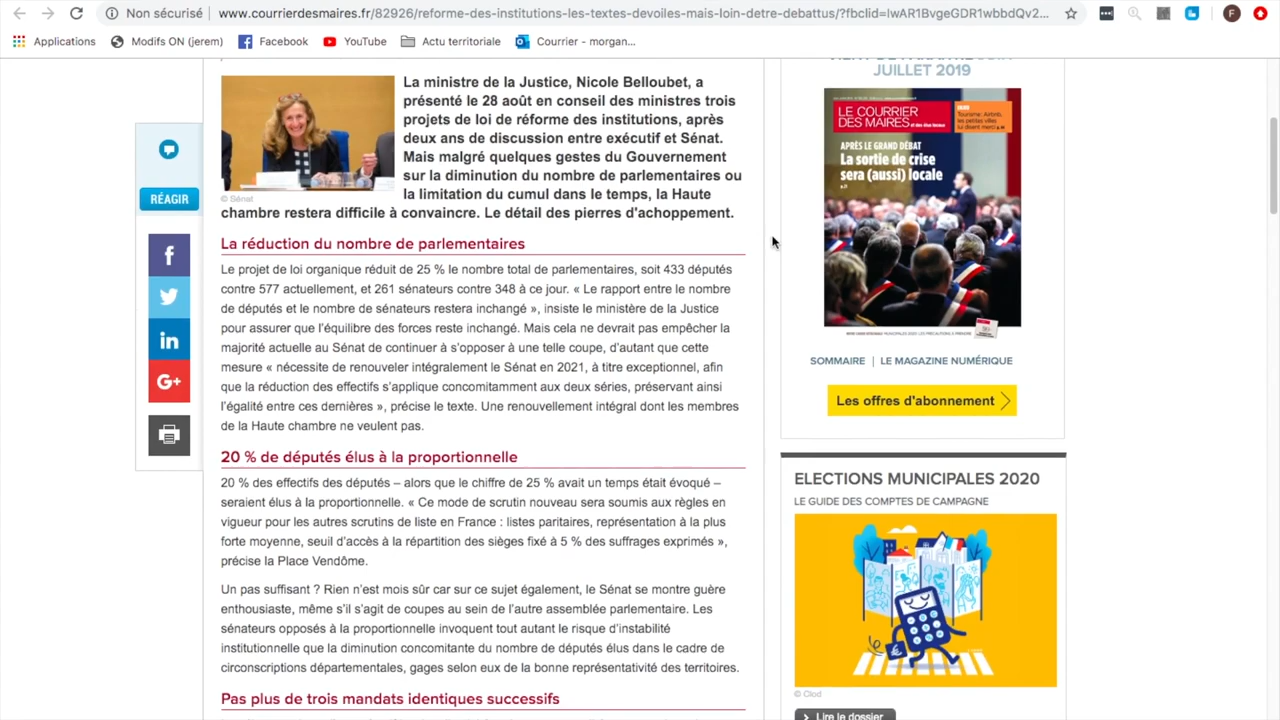 Non sécurisé
www.courrierdesmaires.fr/82926/reforme-des-institutions-les-textes-devoiles-mais-loin-detre-debattus/?fbclid=IwAR1BvgeGDR1wbbdQv2...
F
Applications
Modifs ON (jerem)
Facebook
YouTube
Actu territoriale
Courrier - morgan...
La ministre de la Justice, Nicole Belloubet, a
présenté le 28 août en conseil des ministres trois
projets de loi de réforme des institutions, après
deux ans de discussions entre exécutif et Sénat.
Mais malgré quelques gestes du Gouvernement
sur la diminution du nombre de parlementaires ou
la limitation du cumul dans le temps, la Haute
© Sénat
chambre restera difficile à convaincre. Le détail des pierres d'achoppement.
RÉAGIR
f
in
G+
La réduction du nombre de parlementaires
Le projet de loi organique réduit de 25 % le nombre total de parlementaires, soit 433 députés
contre 577 actuellement, et 261 sénateurs contre 348 à ce jour. « Le rapport entre le nombre
de députés et le nombre de sénateurs restera inchangé », insiste le ministère de la Justice
pour assurer que l'équilibre des forces reste inchangé. Mais cela ne devrait pas empêcher la
majorité actuelle au Sénat de continuer à s'opposer à une telle coupe, d'autant que cette
mesure « nécessite de renouveler intégralement le Sénat en 2021, à titre exceptionnel, afin
que la réduction des effectifs s'applique concomitamment aux deux séries, préservant ainsi
l'égalité entre ces dernières », précise le texte. Une renouvellement intégral dont les membres
de la Haute chambre ne veulent pas.
20 % de députés élus à la proportionnelle
20 % des effectifs des députés – alors que le chiffre de 25 % avait un temps était évoqué –
seraient élus à la proportionnelle. « Ce mode de scrutin nouveau sera soumis aux règles en
vigueur pour les autres scrutins de liste en France : listes paritaires, représentation à la plus
forte moyenne, seuil d'accès à la répartition des sièges fixé à 5 % des suffrages exprimés »,
précise la Place Vendôme.
Un pas suffisant ? Rien n'est mois sûr car sur ce sujet également, le Sénat se montre guère
enthousiaste, même s'il s'agit de coupes au sein de l'autre assemblée parlementaire. Les
sénateurs opposés à la proportionnelle invoquent tout autant le risque d'instabilité
institutionnelle que la diminution concomitante du nombre de députés élus dans le cadre de
circonscriptions départementales, gages selon eux de la bonne représentativité des territoires.
Pas plus de trois mandats identiques successifs
JUILLET 2019
LE COURRIER
DES MAIRES
et des élus locaux
Tourisme: Airbnb,
les petites villes
lui disent merci
APRÈS LE GRAND DÉBAT
La sortie de crise
sera (aussi) locale
SOMMAIRE | LE MAGAZINE NUMÉRIQUE
Les offres d'abonnement
ELECTIONS MUNICIPALES 2020
LE GUIDE DES COMPTES DE CAMPAGNE
€
© Clod
Lire le dossier